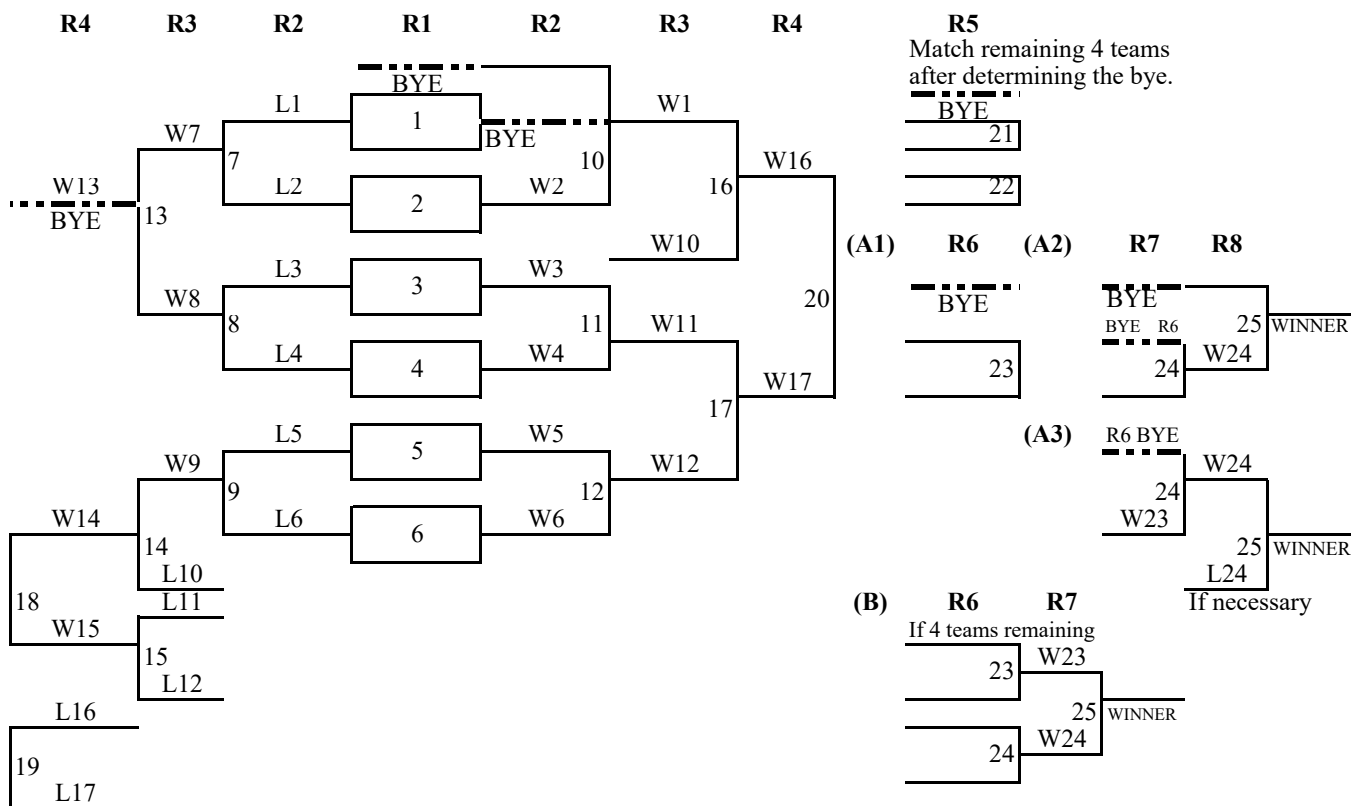 R4 R3 R2 R1 R2 R3 R4 R5
Match remaining 4 teams
after determining the bye.
BYE
BYE
L1
W1
W7
1
BYE
21
7
10
W16
W13
L2
2
W2
16
22
BYE
13
(A1) R6 (A2) R7 R8
W10
L3
3
W3
W8
BYE
BYE
20
8
11
W11
BYE R6
25
WINNER
L4
4
W4
W24
23
24
W17
17
(A3)
R6 BYE
L5
5
W5
W9
W12
W24
9
12
24
W14
L6
6
W6
W23
14
25
WINNER
L10
L24
18
L11
(B) R6 R7
If necessary
W15
If 4 teams remaining
15
23
W23
L12
L16
25
WINNER
19
24
W24
L17